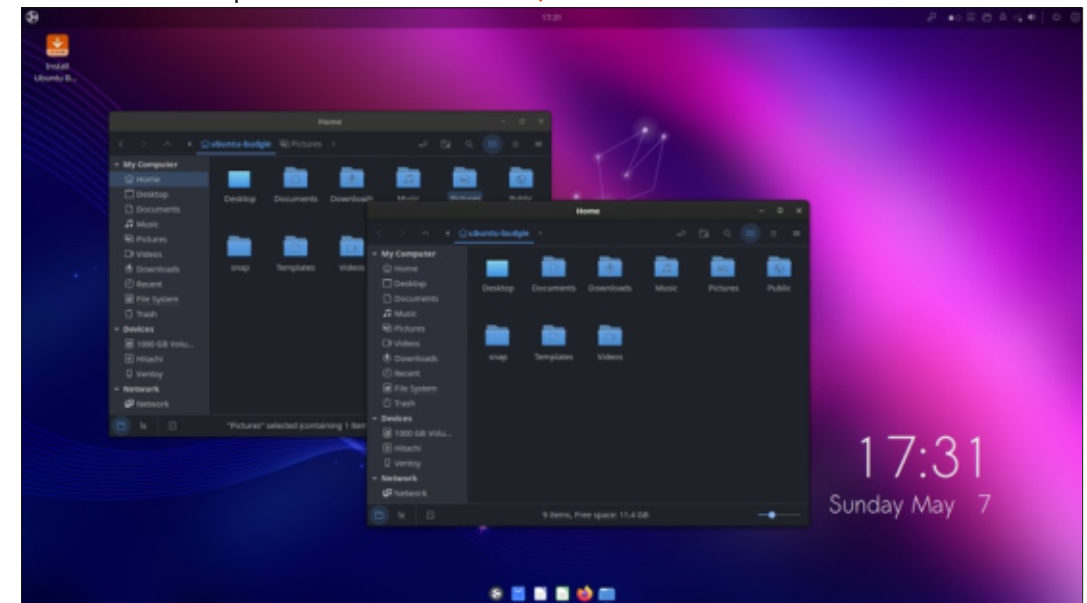 17:31
Install
Ubuntu B...
Home
ubuntu-budgie
Pictures
My Computer
Home
Desktop
Documents
Music
Pictures
Videos
Downloads
Recent
File System
Trash
Devices
1000 GB Volu...
Hitachi
Ventoy
Network
Network
Desktop
Documents
Downloads
Music
Pictures
Public
snap
Templates
Videos
"Pictures" selected (containing 1 item
Home
ubuntu-budgie
My Computer
Home
Desktop
Documents
Music
Pictures
Videos
Downloads
Recent
File System
Trash
Devices
1000 GB Volu...
Hitachi
Ventoy
Network
Network
Desktop
Documents
Downloads
Music
Pictures
Public
snap
Templates
Videos
9 items, Free space: 11.4 GB
17:31
Sunday May 7